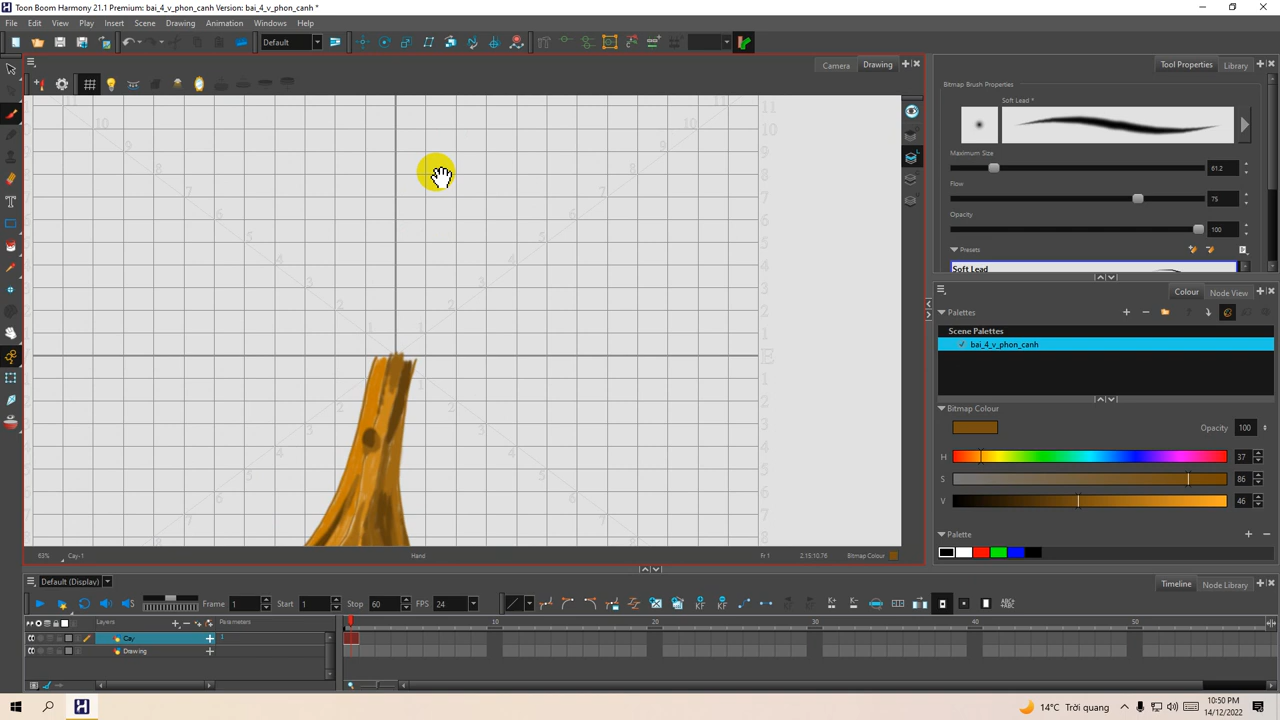 Toon Boom Harmony 21.1 Premium: bai_4_v_phon_canh Version: bai_4_v_phon_canh *
File Edit View Play Insert Scene Drawing Animation Windows Help
Default
Camera Drawing
Tool Properties Library
Bitmap Brush Properties
Soft Lead *
Maximum Size
61.2
Flow
75
Opacity
100
Presets
Soft Lead
Colour Node View
Palettes
Scene Palettes
bai_4_v_phon_canh
Bitmap Colour
Opacity 100
H 37
S 86
V 46
Palette
63% Cay-1 Hand Fr 1 2.15:10.76 Bitmap Colour
Default (Display) Timeline Node Library
Frame 1 Start 1 Stop 60 FPS 24
Layers Parameters 10 20 30 40 50
Cay 1
Drawing
14°C Trời quang 10:50 PM
14/12/2022